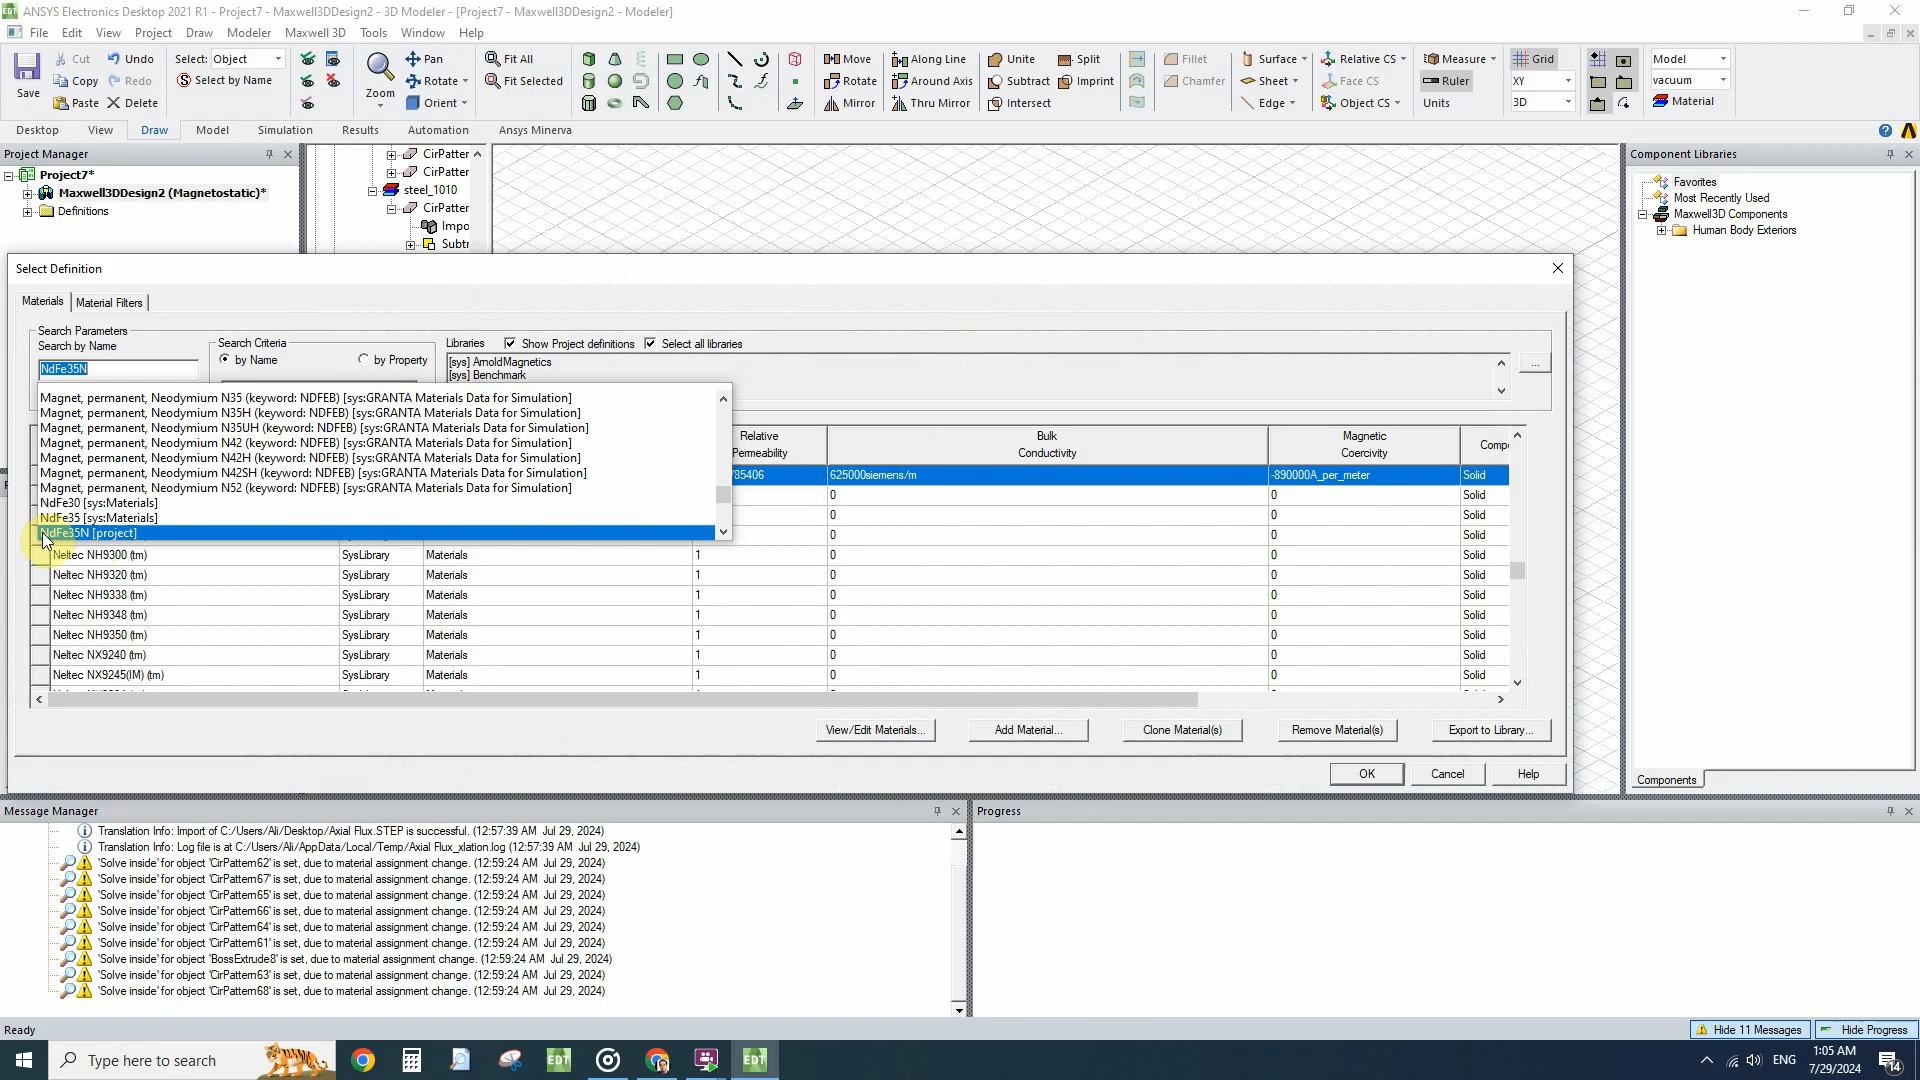 ANSYS Electronics Desktop 2021 R1 - Project7 - Maxwell3DDesign2 - 3D Modeler - [Project7 - Maxwell3DDesign2 - Modeler]
File Edit View Project Draw Modeler Maxwell 3D Tools Window Help
Save
Cut Undo
Copy Redo
Paste Delete
Select: Object
Select by Name
Zoom
Pan
Rotate
Orient
Fit All
Fit Selected
Move Along Line
Rotate Around Axis
Mirror Thru Mirror
Unite Split
Subtract Imprint
Intersect
Fillet
Chamfer
Surface
Sheet
Edge
Relative CS
Face CS
Object CS
Measure
Ruler
Units
Grid
XY
3D
Model
vacuum
Material
Desktop View Draw Model Simulation Results Automation Ansys Minerva
Project Manager
Project7*
Maxwell3DDesign2 (Magnetostatic)*
Definitions
CirPatter
CirPatter
steel_1010
CirPatter
Impo
Subtr
Component Libraries
Favorites
Most Recently Used
Maxwell3D Components
Human Body Exteriors
Components
Select Definition
Materials Material Filters
Search Parameters
Search by Name
NdFe35N
Search Criteria
by Name by Property
Libraries Show Project definitions Select all libraries
[sys] ArnoldMagnetics
[sys] Benchmark
...
Magnet, permanent, Neodymium N35 (keyword: NDFEB) [sys:GRANTA Materials Data for Simulation]
Magnet, permanent, Neodymium N35H (keyword: NDFEB) [sys:GRANTA Materials Data for Simulation]
Magnet, permanent, Neodymium N35UH (keyword: NDFEB) [sys:GRANTA Materials Data for Simulation]
Magnet, permanent, Neodymium N42 (keyword: NDFEB) [sys:GRANTA Materials Data for Simulation]
Magnet, permanent, Neodymium N42H (keyword: NDFEB) [sys:GRANTA Materials Data for Simulation]
Magnet, permanent, Neodymium N42SH (keyword: NDFEB) [sys:GRANTA Materials Data for Simulation]
Magnet, permanent, Neodymium N52 (keyword: NDFEB) [sys:GRANTA Materials Data for Simulation]
NdFe30 [sys:Materials]
NdFe35 [sys:Materials]
NdFe35N [project]
Relative Permeability Bulk Conductivity Magnetic Coercivity Compo
785406 625000siemens/m -890000A_per_meter Solid
0 0 Solid
0 0 Solid
0 0 Solid
Neltec NH9300 (tm) SysLibrary Materials 1 0 0 Solid
Neltec NH9320 (tm) SysLibrary Materials 1 0 0 Solid
Neltec NH9338 (tm) SysLibrary Materials 1 0 0 Solid
Neltec NH9348 (tm) SysLibrary Materials 1 0 0 Solid
Neltec NH9350 (tm) SysLibrary Materials 1 0 0 Solid
Neltec NX9240 (tm) SysLibrary Materials 1 0 0 Solid
Neltec NX9245(IM) (tm) SysLibrary Materials 1 0 0 Solid
View/Edit Materials... Add Material... Clone Material(s) Remove Material(s) Export to Library...
OK Cancel Help
Message Manager
Translation Info: Import of C:/Users/Ali/Desktop/Axial Flux.STEP is successful. (12:57:39 AM Jul 29, 2024)
Translation Info: Log file is at C:/Users/Ali/AppData/Local/Temp/Axial Flux_xlation.log (12:57:39 AM Jul 29, 2024)
'Solve inside' for object 'CirPattern62' is set, due to material assignment change. (12:59:24 AM Jul 29, 2024)
'Solve inside' for object 'CirPattern67' is set, due to material assignment change. (12:59:24 AM Jul 29, 2024)
'Solve inside' for object 'CirPattern65' is set, due to material assignment change. (12:59:24 AM Jul 29, 2024)
'Solve inside' for object 'CirPattern66' is set, due to material assignment change. (12:59:24 AM Jul 29, 2024)
'Solve inside' for object 'CirPattern64' is set, due to material assignment change. (12:59:24 AM Jul 29, 2024)
'Solve inside' for object 'CirPattern61' is set, due to material assignment change. (12:59:24 AM Jul 29, 2024)
'Solve inside' for object 'BossExtrude8' is set, due to material assignment change. (12:59:24 AM Jul 29, 2024)
'Solve inside' for object 'CirPattern63' is set, due to material assignment change. (12:59:24 AM Jul 29, 2024)
'Solve inside' for object 'CirPattern68' is set, due to material assignment change. (12:59:24 AM Jul 29, 2024)
Progress
Ready
Hide 11 Messages Hide Progress
Type here to search
EDT
EDT
ENG
1:05 AM
7/29/2024
14